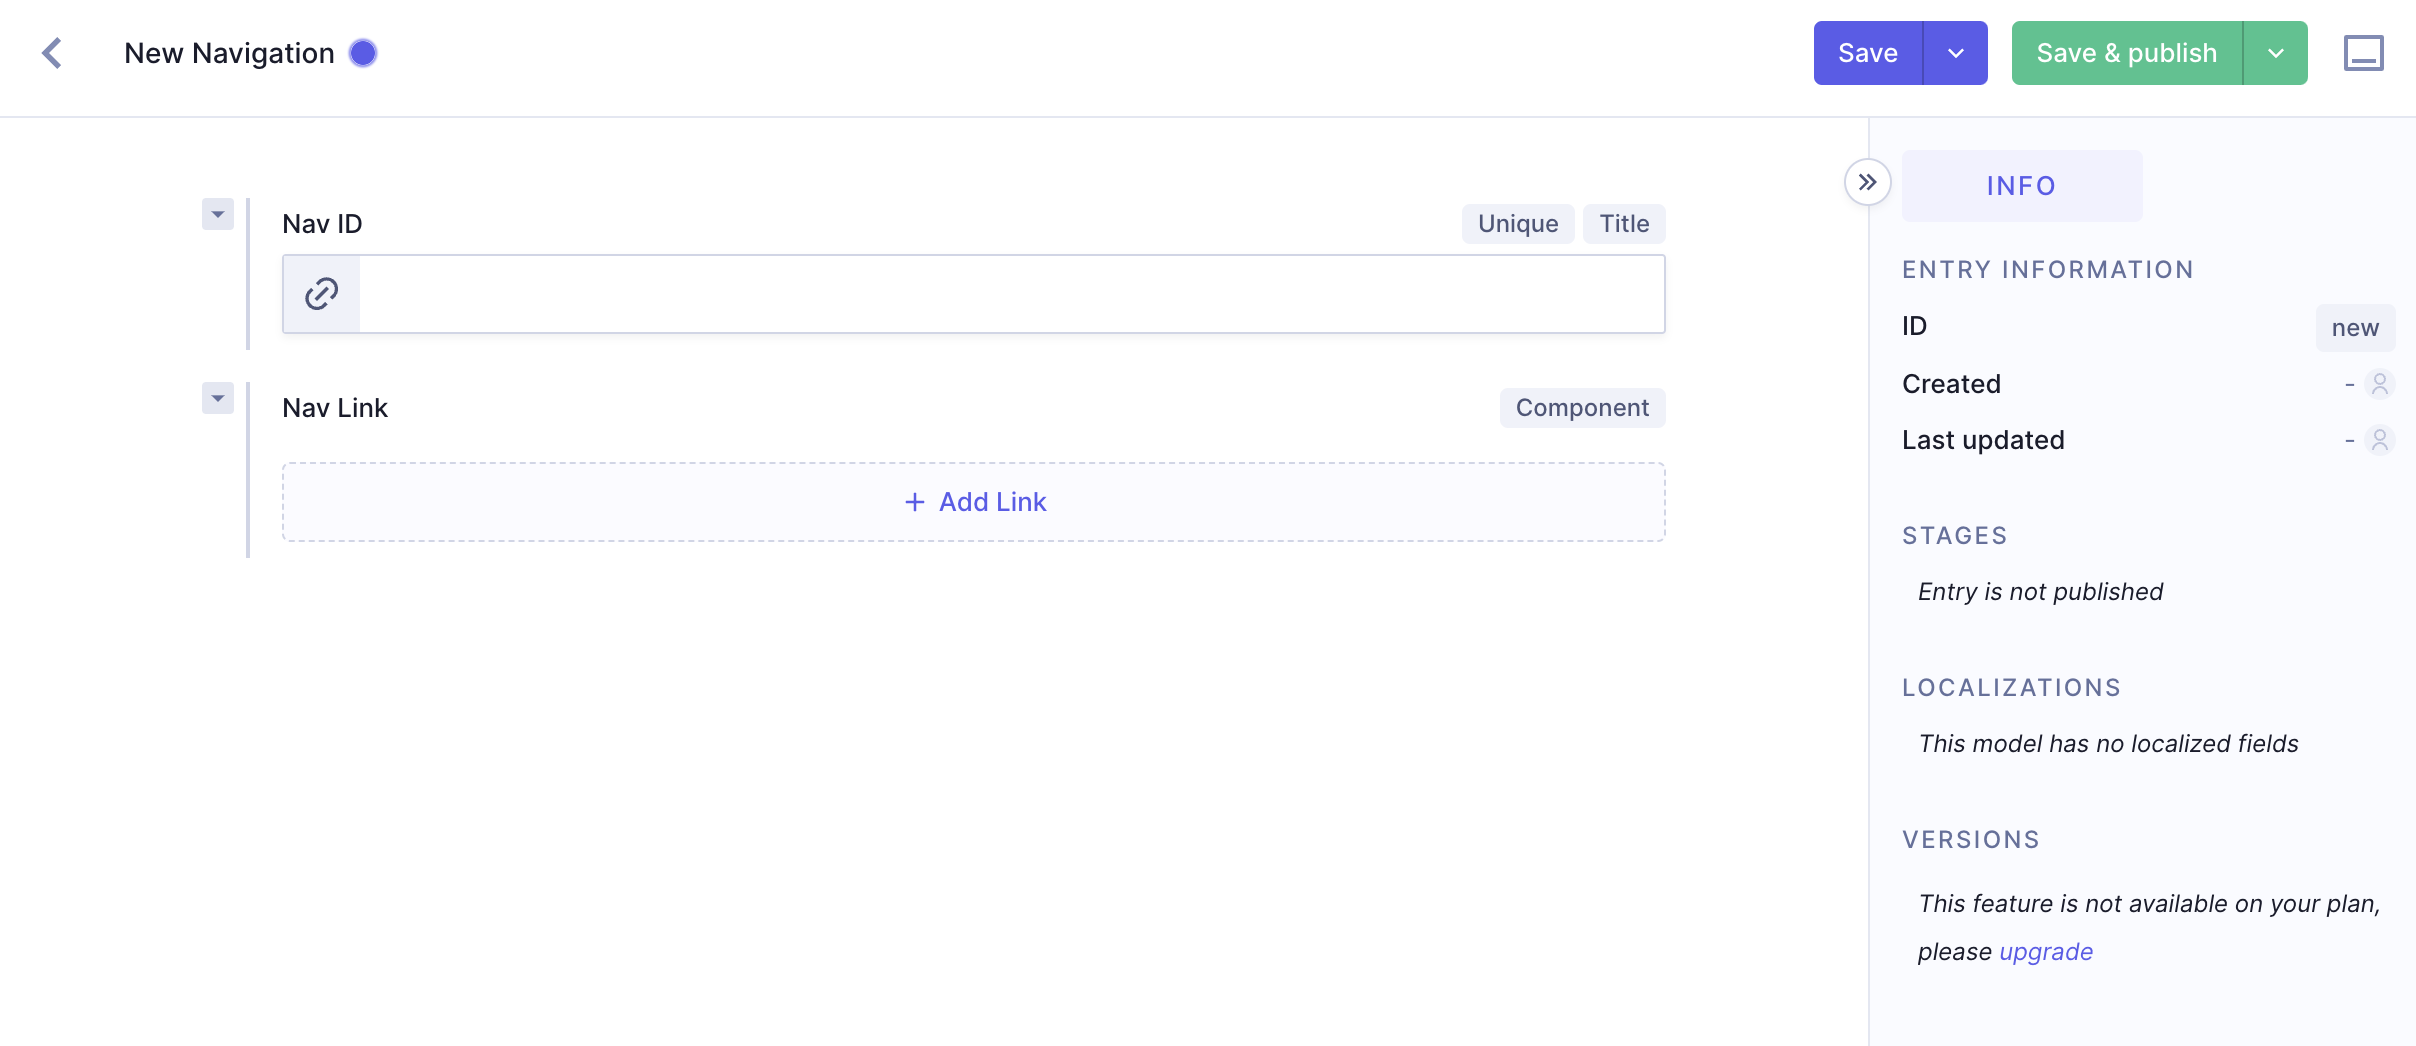 New Navigation
Save
Save & publish
Nav ID
Unique
Title
Nav Link
Component
+ Add Link
INFO
ENTRY INFORMATION
ID
new
Created
-
Last updated
-
STAGES
Entry is not published
LOCALIZATIONS
This model has no localized fields
VERSIONS
This feature is not available on your plan,
please upgrade